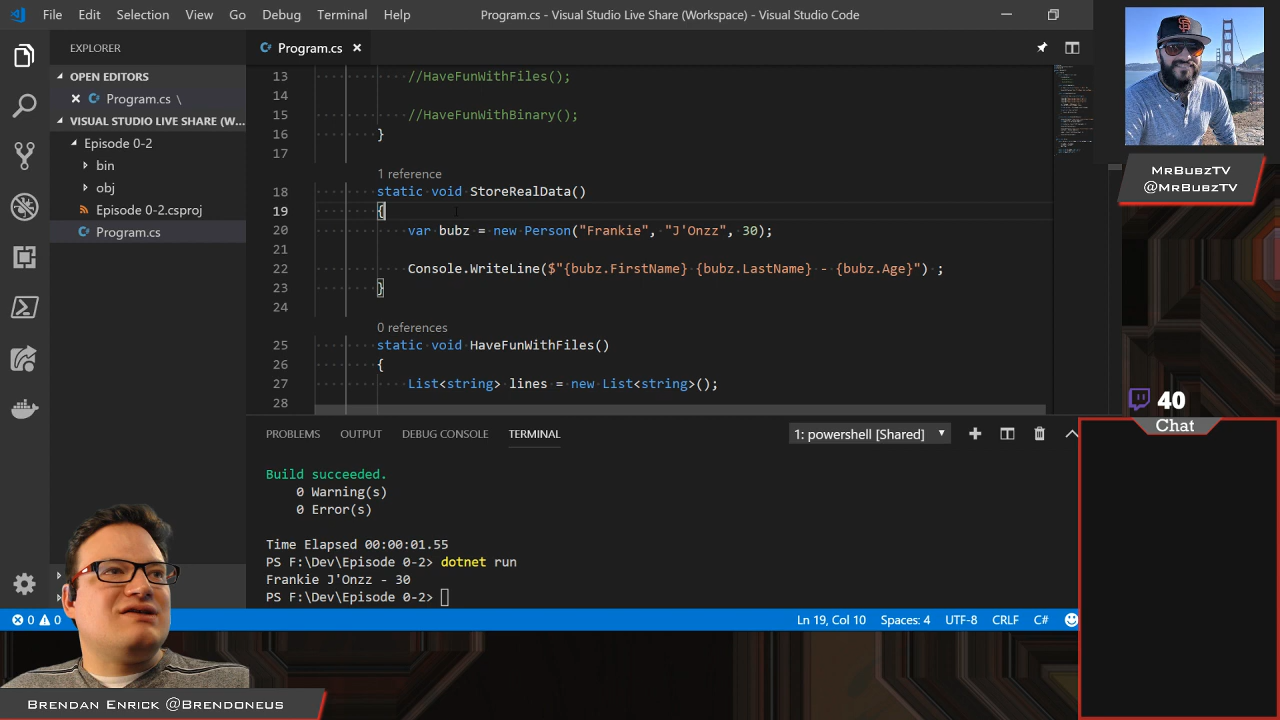 File Edit Selection View Go Debug Terminal Help
Program.cs - Visual Studio Live Share (Workspace) - Visual Studio Code
EXPLORER
OPEN EDITORS
Program.cs \
VISUAL STUDIO LIVE SHARE (W...
Episode 0-2
bin
obj
Episode 0-2.csproj
Program.cs
Program.cs
13 //HaveFunWithFiles();
14
15 //HaveFunWithBinary();
16 }
17
1 reference
18 static void StoreRealData()
19 {
20 var bubz = new Person("Frankie", "J'Onzz", 30);
21
22 Console.WriteLine($"{bubz.FirstName} {bubz.LastName} - {bubz.Age}") ;
23 }
24
0 references
25 static void HaveFunWithFiles()
26 {
27 List<string> lines = new List<string>();
28
PROBLEMS OUTPUT DEBUG CONSOLE TERMINAL
1: powershell [Shared]
Build succeeded.
0 Warning(s)
0 Error(s)
Time Elapsed 00:00:01.55
PS F:\Dev\Episode 0-2> dotnet run
Frankie J'Onzz - 30
PS F:\Dev\Episode 0-2>
0 0 Ln 19, Col 10 Spaces: 4 UTF-8 CRLF C#
MrBubzTV
@MrBubzTV
40
Chat
Brendan Enrick @Brendoneus